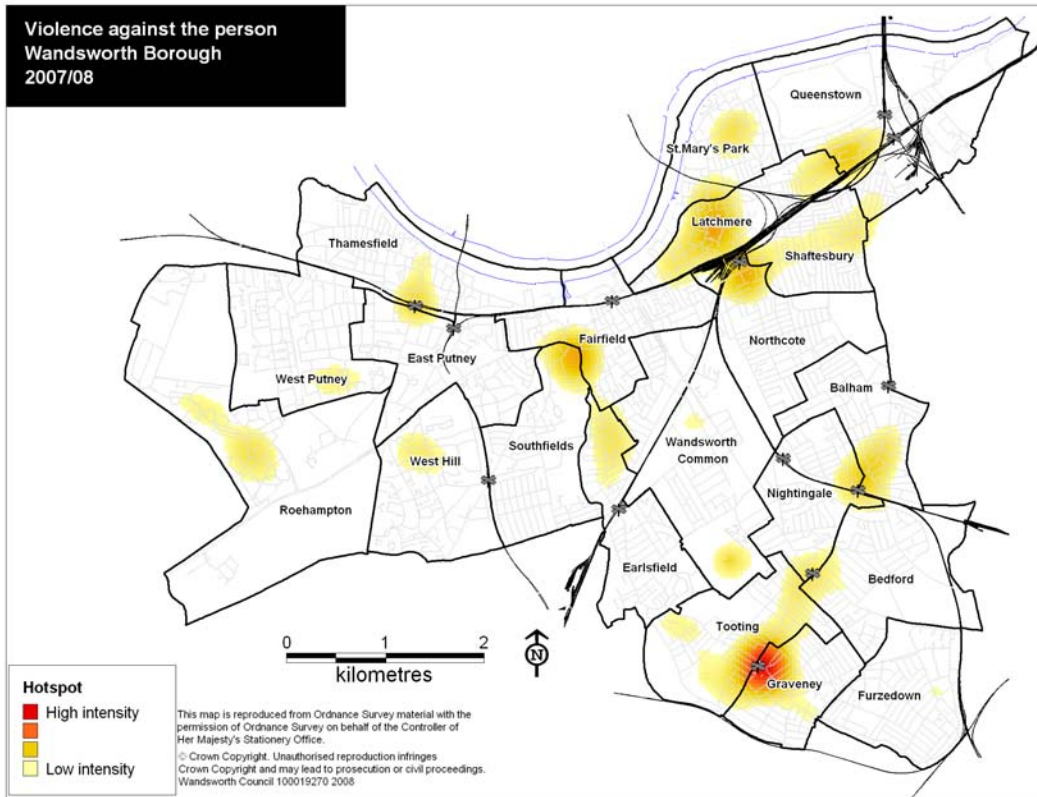 Violence against the person
Wandsworth Borough
2007/08
Queenstown
St.Mary's Park
Latchmere
Thamesfield
Shaftesbury
Fairfield
Northcote
East Putney
West Putney
Balham
Wandsworth
Common
Southfields
West Hill
Nightingale
Roehampton
Earlsfield
Bedford
Tooting
Graveney
Furzedown
0 1 2
kilometres
N
Hotspot
High intensity
Low intensity
This map is reproduced from Ordnance Survey material with the
permission of Ordnance Survey on behalf of the Controller of
Her Majesty's Stationery Office.
© Crown Copyright. Unauthorised reproduction infringes
Crown Copyright and may lead to prosecution or civil proceedings.
Wandsworth Council 100019270 2008